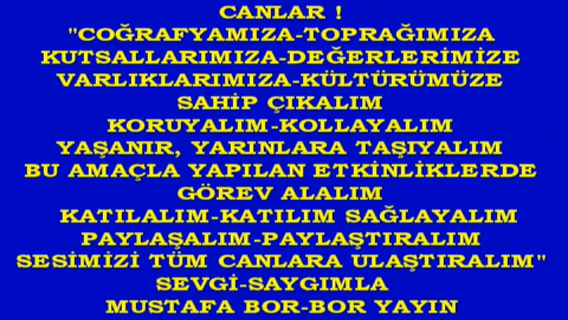 CANLAR !
"COĞRAFYAMIZA-TOPRAĞIMIZA
KUTSALLARIMIZA-DEĞERLERİMİZE
VARLIKLARIMIZA-KÜLTÜRÜMÜZE
SAHİP ÇIKALIM
KORUYALIM-KOLLAYALIM
YAŞANIR, YARINLARA TAŞIYALIM
BU AMAÇLA YAPILAN ETKİNLİKLERDE
GÖREV ALALIM
KATILALIM-KATILIM SAĞLAYALIM
PAYLAŞALIM-PAYLAŞTIRALIM
SESİMİZİ TÜM CANLARA ULAŞTIRALIM"
SEVGİ-SAYGIMLA
MUSTAFA BOR-BOR YAYIN